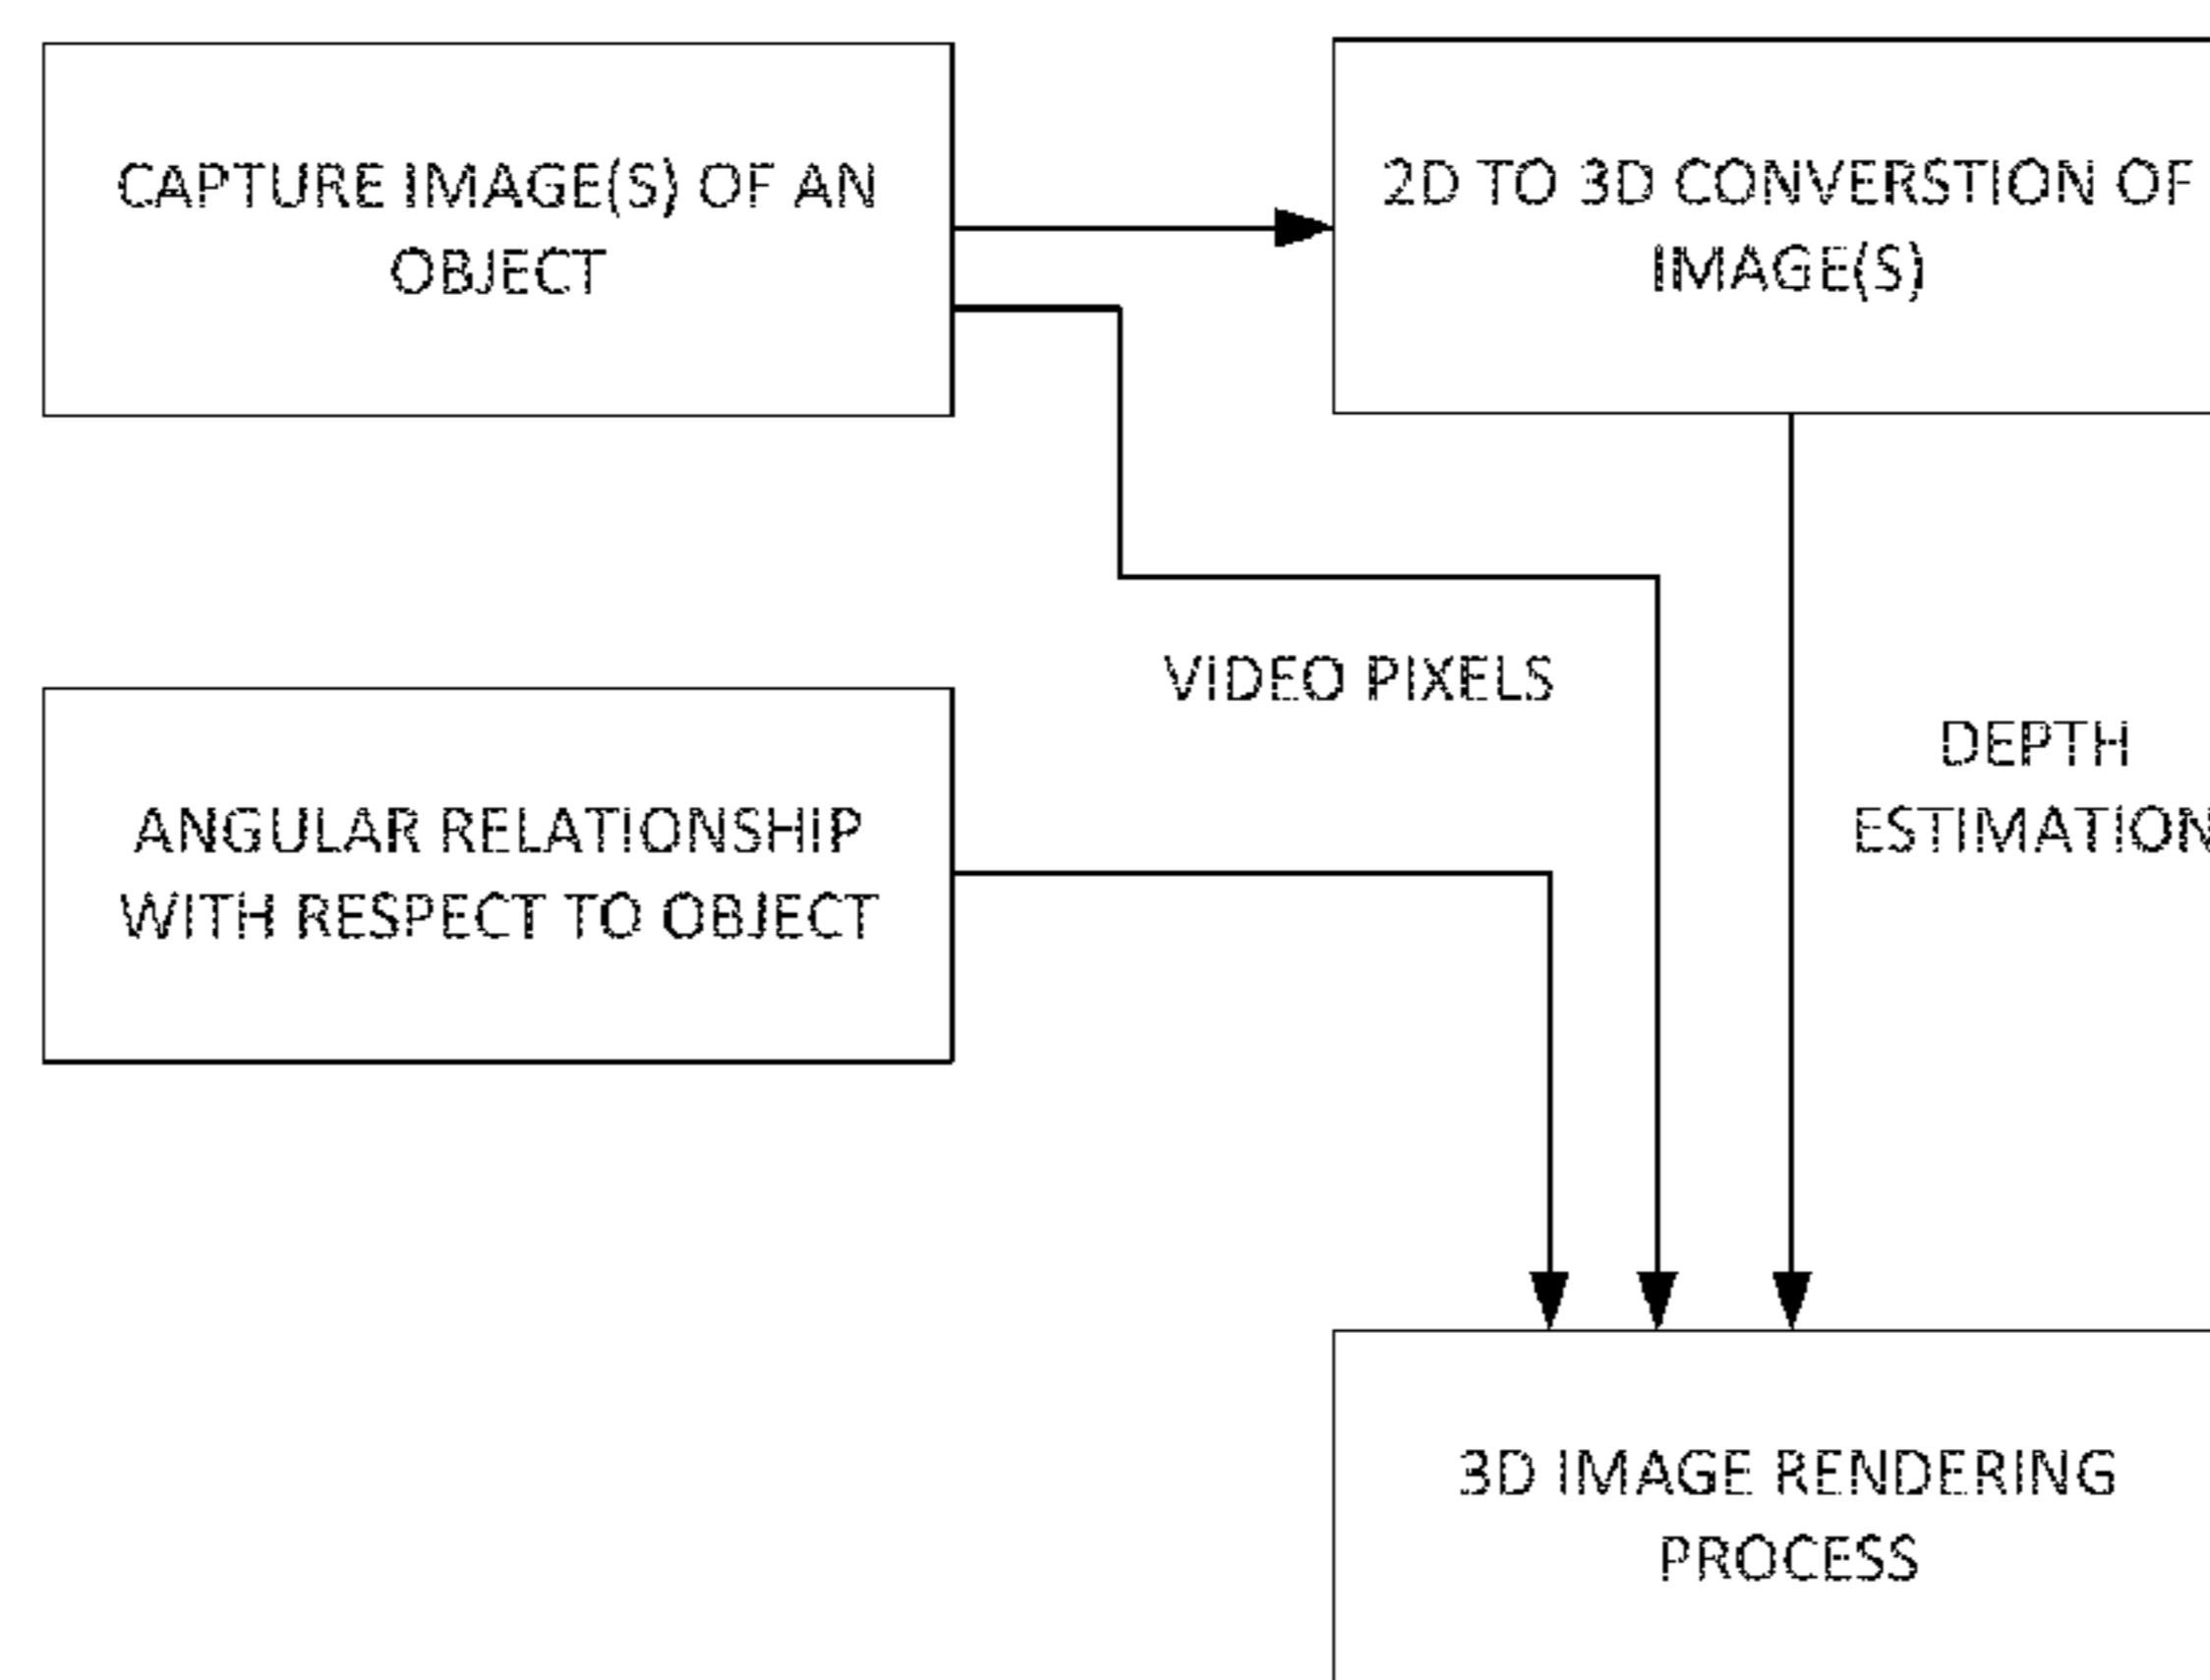 CAPTURE IMAGE(S) OF AN
OBJECT
2D TO 3D CONVERSTION OF
IMAGE(S)
VIDEO PIXELS
DEPTH
ESTIMATION
ANGULAR RELATIONSHIP
WITH RESPECT TO OBJECT
3D IMAGE RENDERING
PROCESS